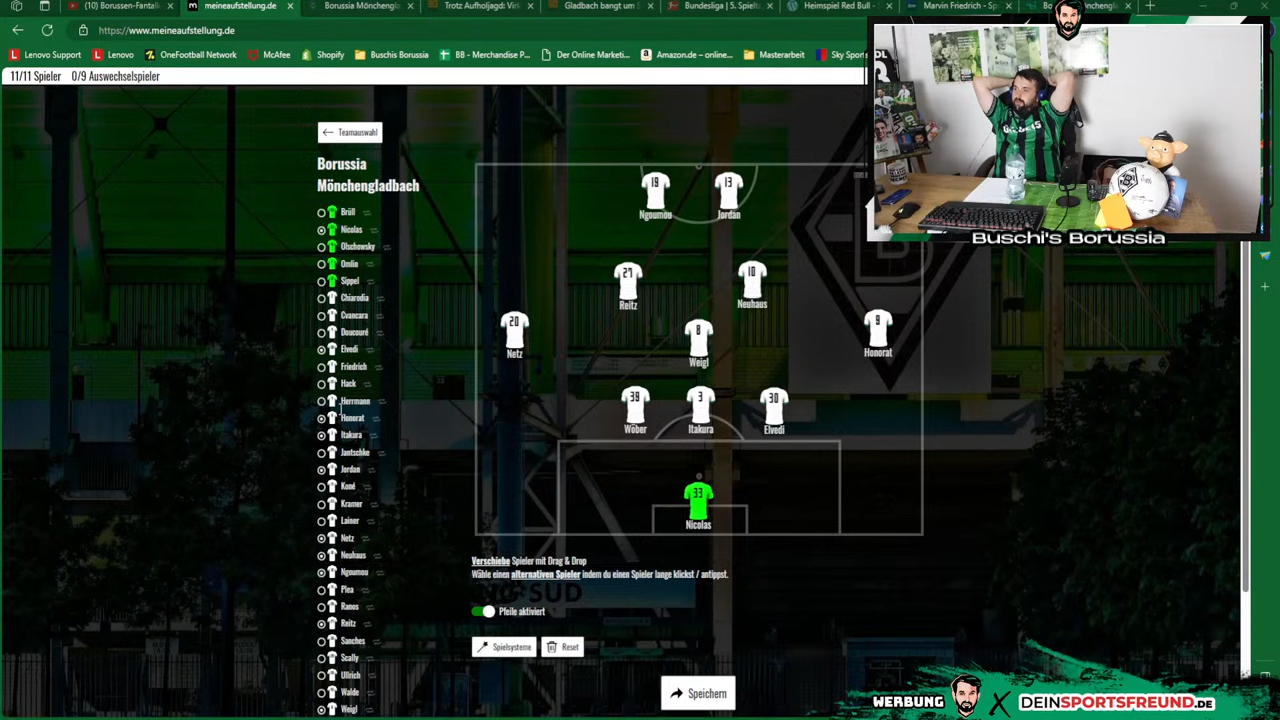 (10) Borussen-Fantalk
meineaufstellung.de
Borussia Mönchengl
Trotz Aufholjagd: Vi
Gladbach bangt um S
Bundesliga | 5. Spielt
Heimspiel Red Bull -
Marvin Friedrich - Sp
https://www.meineaufstellung.de
Lenovo Support
Lenovo
OneFootball Network
McAfee
Shopify
Buschis Borussia
BB - Merchandise P...
Der Online Marketi...
Amazon.de – online...
Masterarbeit
Sky Sport
11/11 Spieler 0/9 Auswechselspieler
Teamauswahl
Borussia
Mönchengladbach
Brüll
Nicolas
Olschowsky
Omlin
Sippel
Chiarodia
Cvancara
Doucouré
Elvedi
Friedrich
Hack
Herrmann
Honorat
Itakura
Jantschke
Jordan
Koné
Kramer
Lainer
Netz
Neuhaus
Ngoumou
Plea
Ranos
Reitz
Sanches
Scally
Ullrich
Walde
Weigl
19
Ngoumou
13
Jordan
27
Reitz
10
Neuhaus
20
Netz
8
Weigl
9
Honorat
39
Wöber
3
Itakura
30
Elvedi
33
Nicolas
Verschiebe Spieler mit Drag & Drop
Wähle einen alternativen Spieler indem du einen Spieler lange klickst / antippst.
SUD
Pfeile aktiviert
Spielsysteme
Reset
Speichern
Buschi's Borussia
WERBUNG X DEINSPORTSFREUND.DE